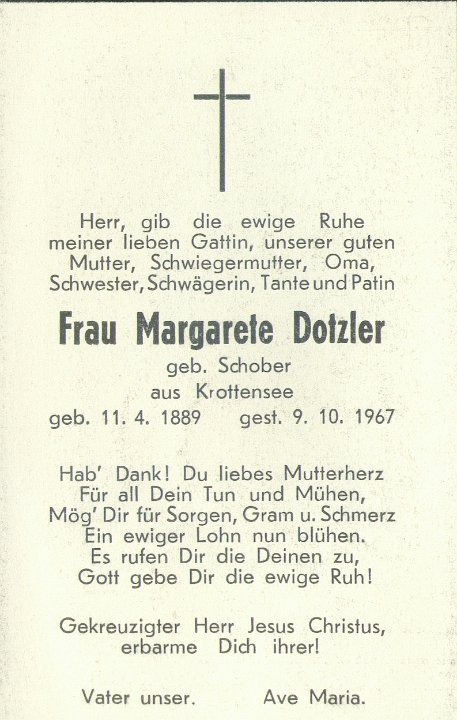 Herr, gib die ewige Ruhe
meiner lieben Gattin, unserer guten
Mutter, Schwiegermutter, Oma,
Schwester, Schwägerin, Tante und Patin
Frau Margarete Dotzler
geb. Schober
aus Krottensee
geb. 11. 4. 1889 gest. 9. 10. 1967
Hab' Dank! Du liebes Mutterherz
Für all Dein Tun und Mühen,
Mög' Dir für Sorgen, Gram u. Schmerz
Ein ewiger Lohn nun blühen.
Es rufen Dir die Deinen zu,
Gott gebe Dir die ewige Ruh!
Gekreuzigter Herr Jesus Christus,
erbarme Dich ihrer!
Vater unser. Ave Maria.